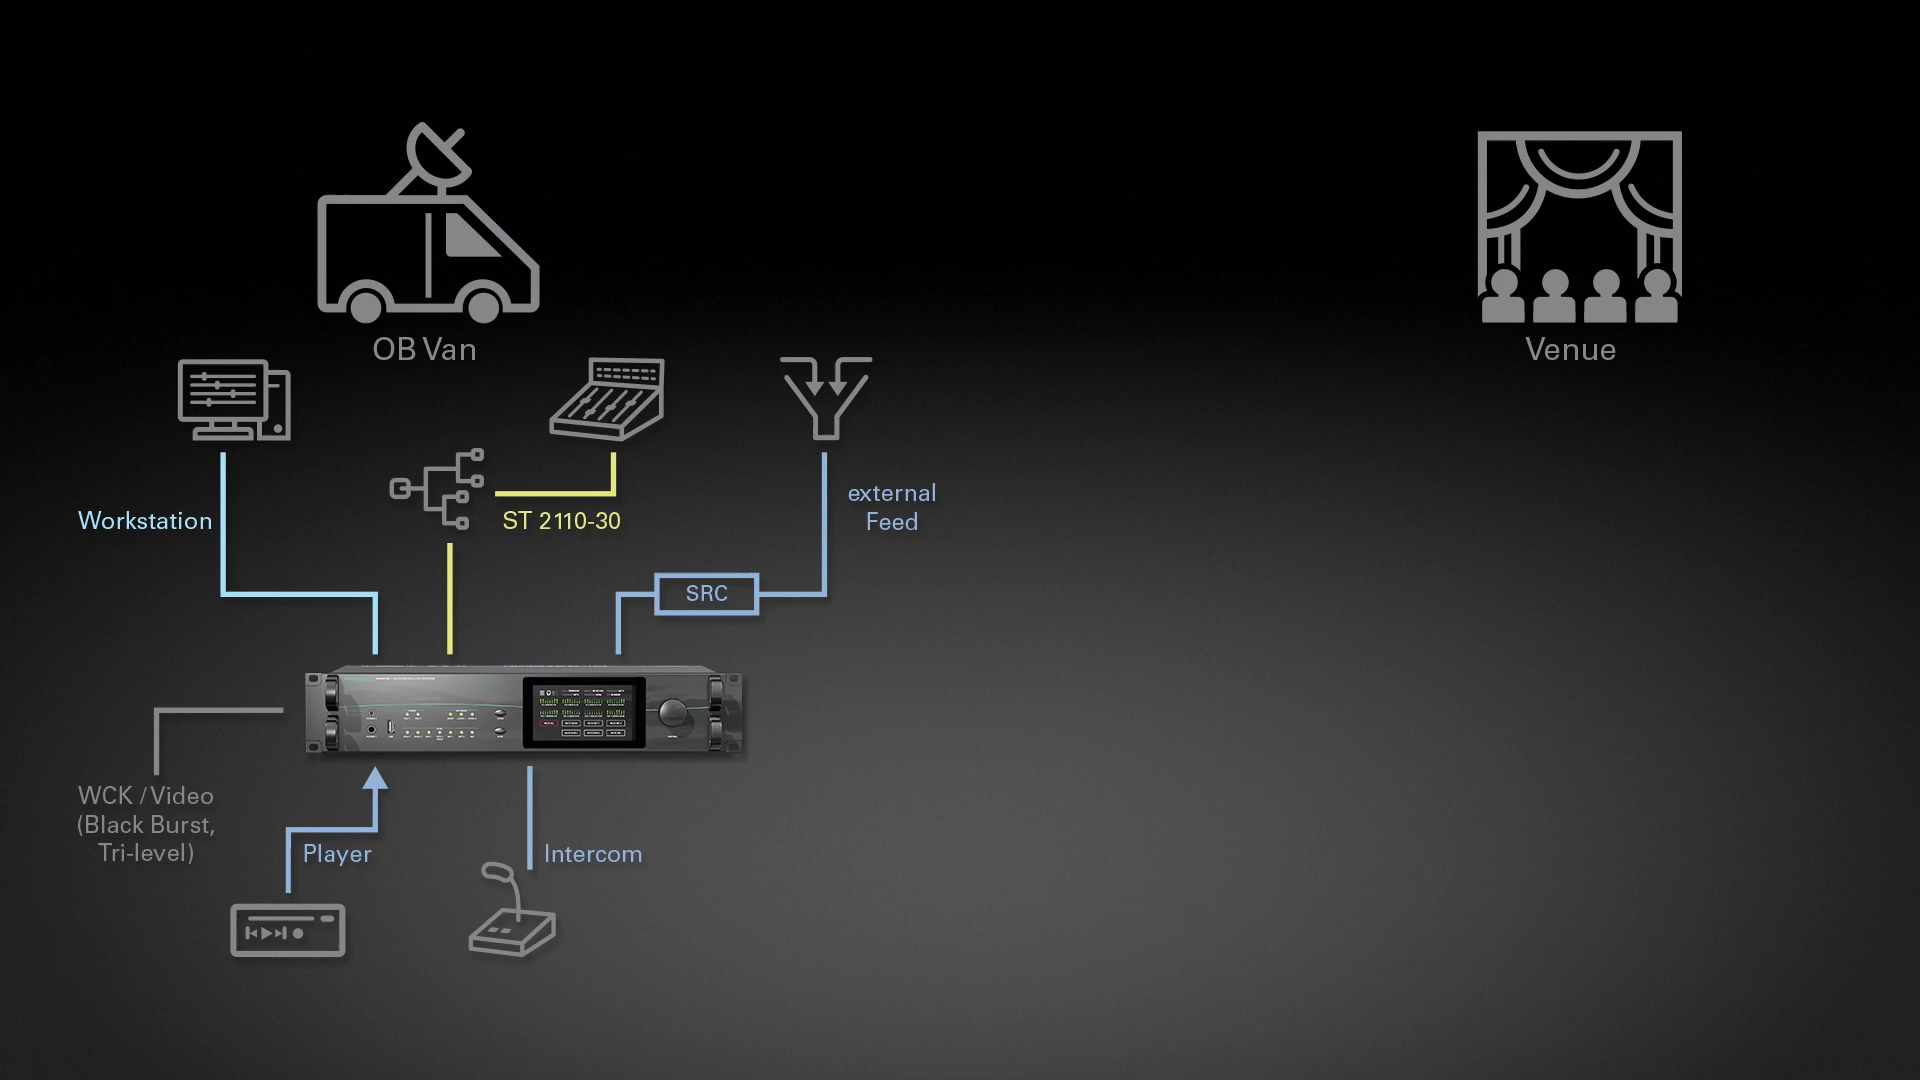 OB Van
Venue
Workstation
ST 2110-30
external
Feed
SRC
WCK / Video
(Black Burst,
Tri-level)
Player
Intercom